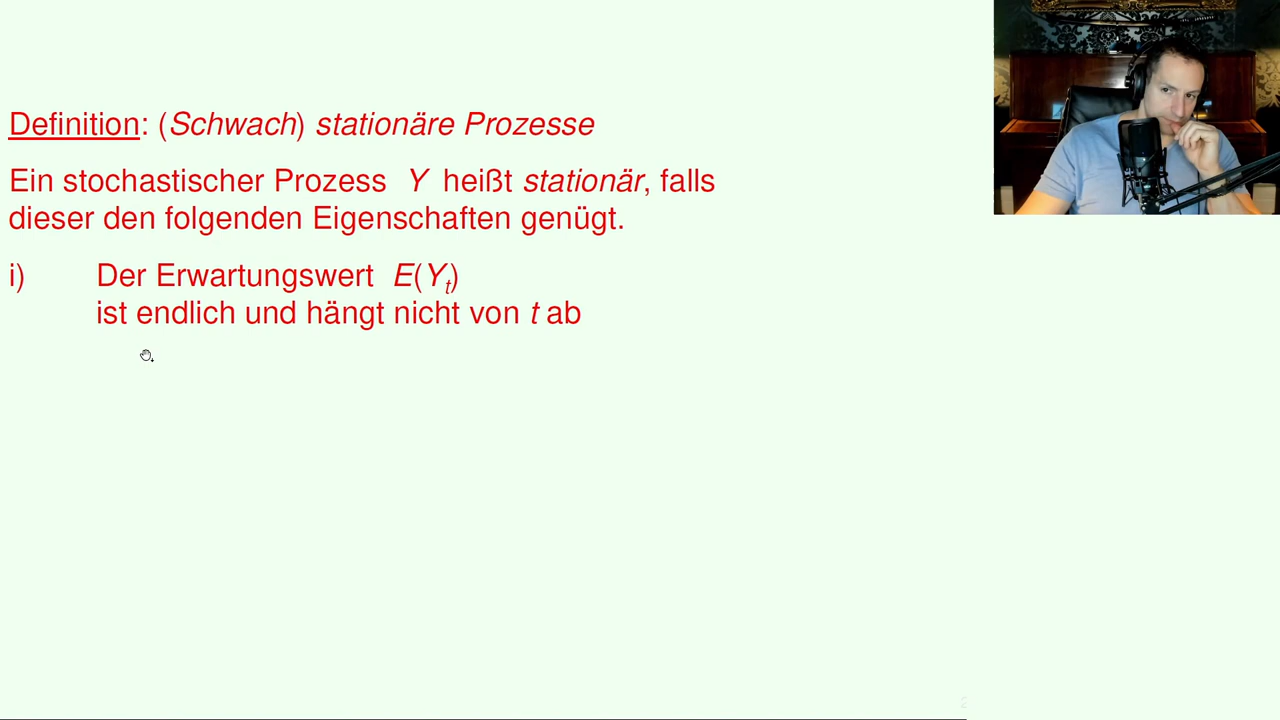 Definition: (Schwach) stationäre Prozesse
Ein stochastischer Prozess Y heißt stationär, falls
dieser den folgenden Eigenschaften genügt.
i) Der Erwartungswert E(Yt)
ist endlich und hängt nicht von t ab